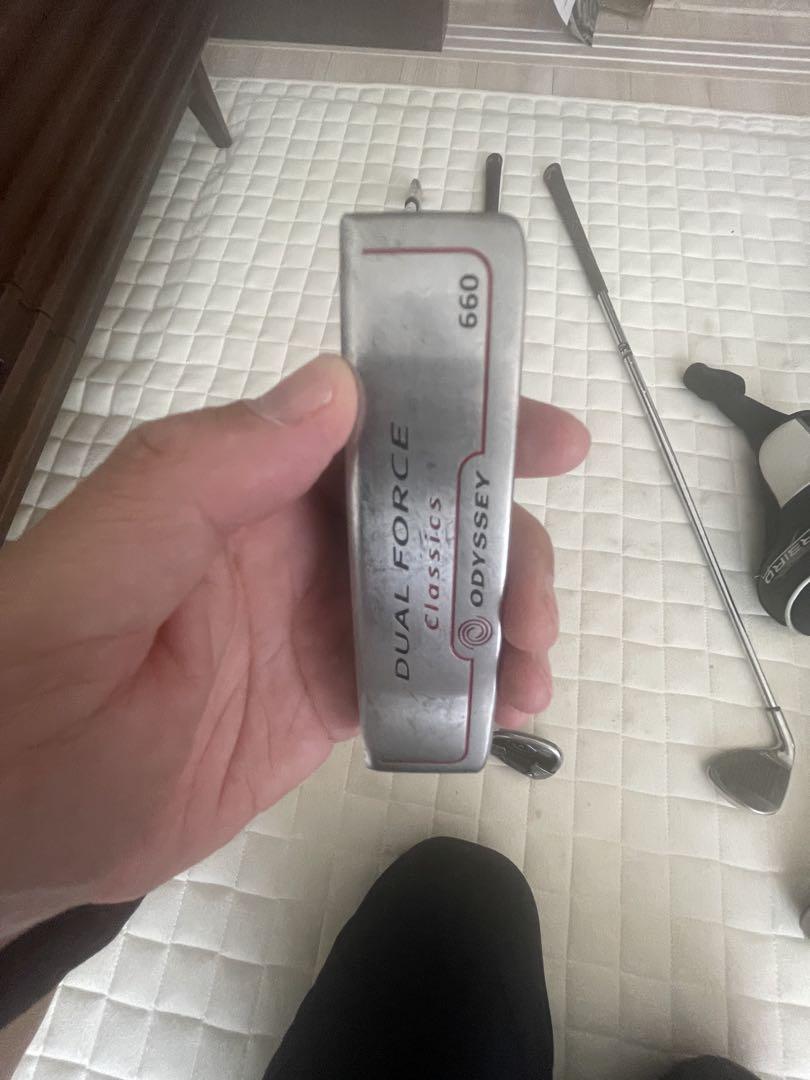 DUAL FORCE
Classics
ODYSSEY
660